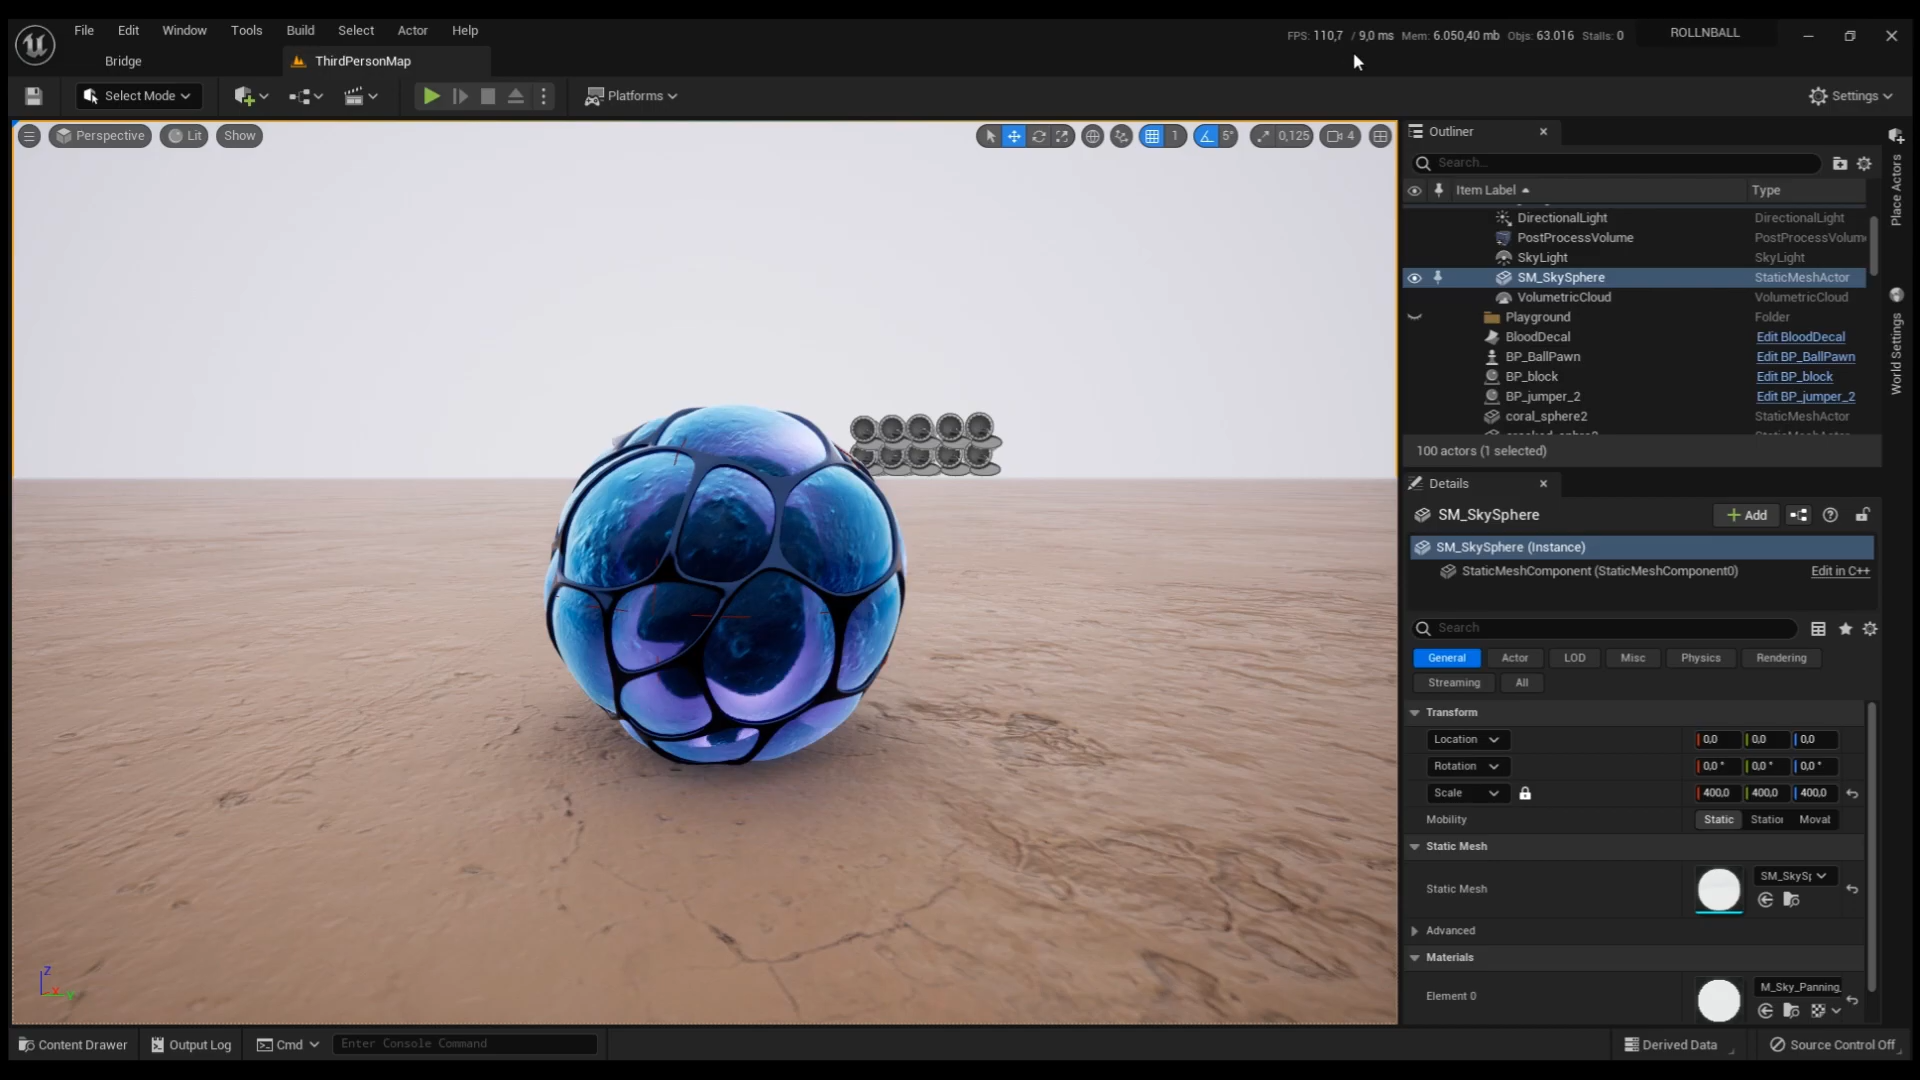 File Edit Window Tools Build Select Actor Help
FPS: 110,7 / 9,0 ms Mem: 6.050,40 mb Objs: 63.016 Stalls: 0
ROLLNBALL
Bridge
ThirdPersonMap
Select Mode
Platforms
Settings
Perspective
Lit
Show
1
5°
0,125
4
Outliner
Search...
Item Label
Type
DirectionalLight DirectionalLight
PostProcessVolume PostProcessVolum
SkyLight SkyLight
SM_SkySphere StaticMeshActor
VolumetricCloud VolumetricCloud
Playground Folder
BloodDecal Edit BloodDecal
BP_BallPawn Edit BP_BallPawn
BP_block Edit BP_block
BP_jumper_2 Edit BP_jumper_2
coral_sphere2 StaticMeshActor
100 actors (1 selected)
Place Actors
World Settings
Details
SM_SkySphere
Add
SM_SkySphere (Instance)
StaticMeshComponent (StaticMeshComponent0) Edit in C++
Search
General Actor LOD Misc Physics Rendering
Streaming All
Transform
Location 0,0 0,0 0,0
Rotation 0,0 ° 0,0 ° 0,0 °
Scale 400,0 400,0 400,0
Mobility Static Station Movat
Static Mesh
Static Mesh SM_SkySp
Advanced
Materials
Element 0 M_Sky_Panning_
Z
X
Y
Content Drawer
Output Log
Cmd
Enter Console Command
Derived Data
Source Control Off